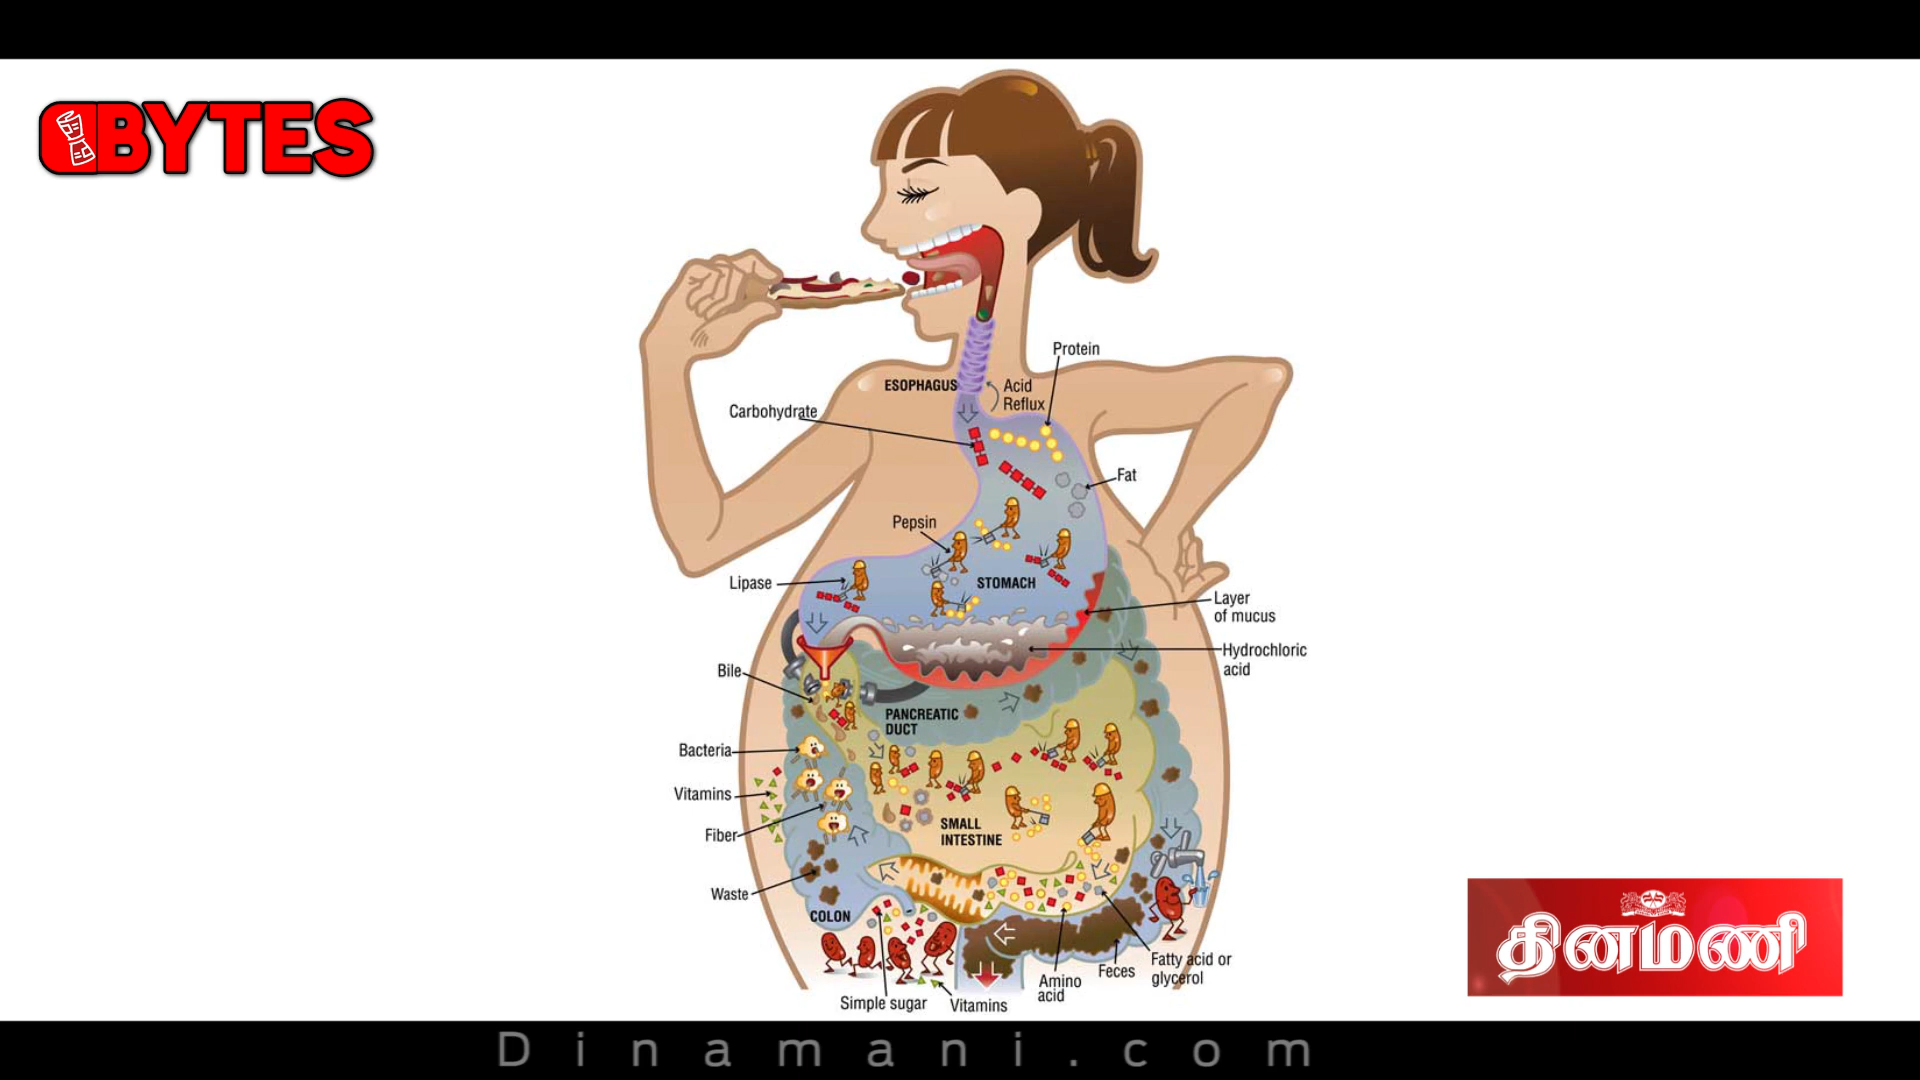 BYTES
Protein
ESOPHAGUS
Acid
Reflux
Carbohydrate
Fat
Pepsin
Lipase
STOMACH
Layer
of mucus
Hydrochloric
acid
Bile
PANCREATIC
DUCT
Bacteria
Vitamins
Fiber
SMALL
INTESTINE
Waste
COLON
Simple sugar
Vitamins
Amino
acid
Feces
Fatty acid or
glycerol
தினமணி
Dinamani.com